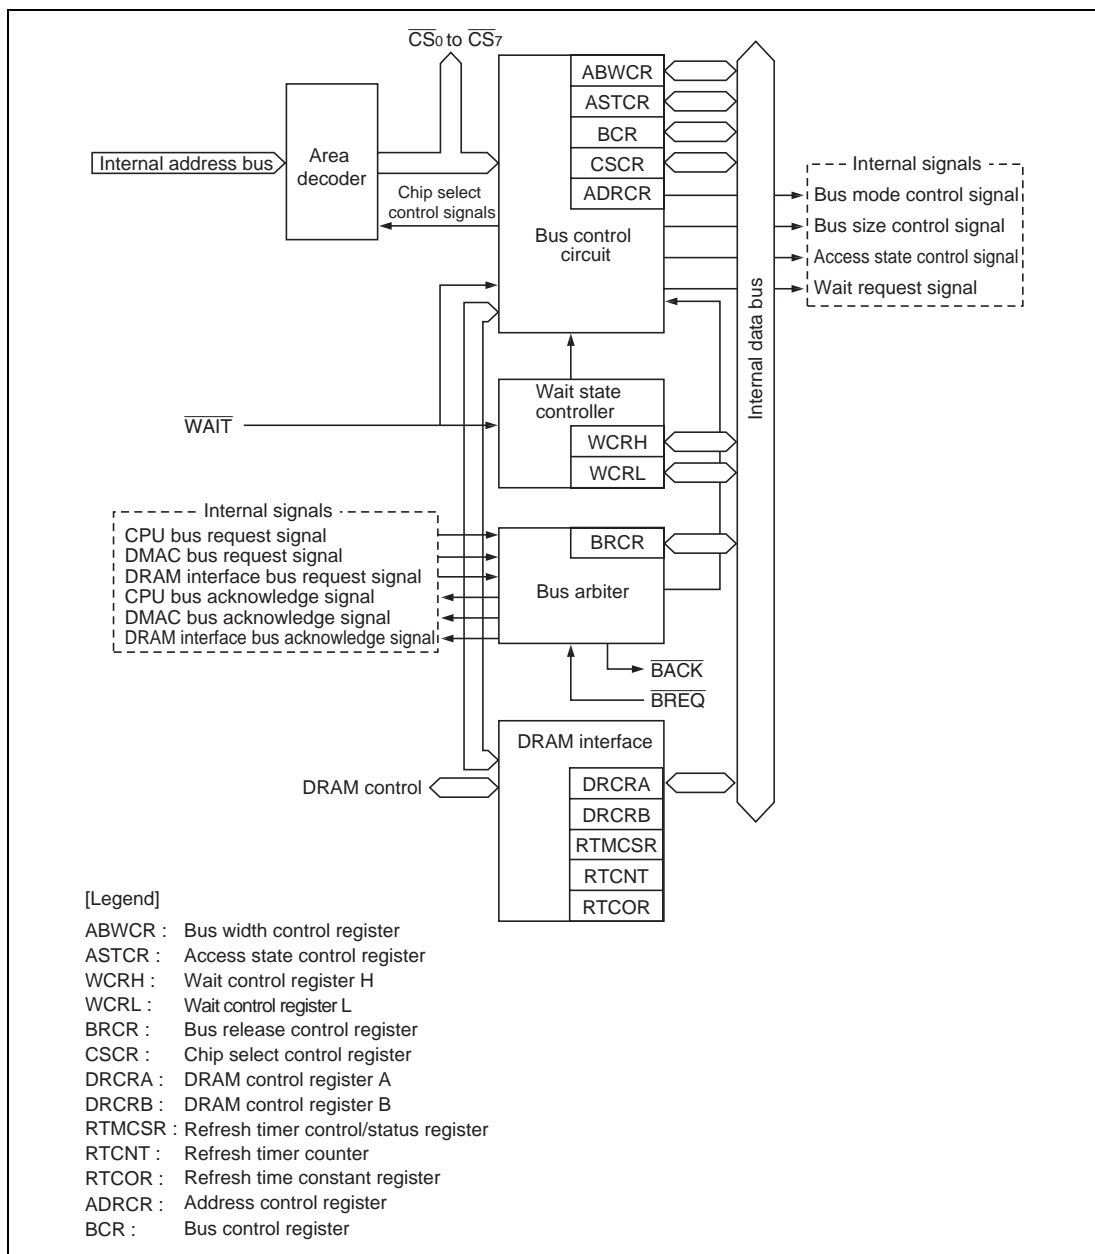 CS0 to CS7
ABWCR
ASTCR
BCR
CSCR
ADRCR
Bus control
circuit
Internal address bus
Area
decoder
Chip select
control signals
Internal signals
Bus mode control signal
Bus size control signal
Access state control signal
Wait request signal
Internal data bus
WAIT
Wait state
controller
WCRH
WCRL
Internal signals
CPU bus request signal
DMAC bus request signal
DRAM interface bus request signal
CPU bus acknowledge signal
DMAC bus acknowledge signal
DRAM interface bus acknowledge signal
BRCR
Bus arbiter
BACK
BREQ
DRAM interface
DRAM control
DRCRA
DRCRB
RTMCSR
RTCNT
RTCOR
[Legend]
ABWCR : Bus width control register
ASTCR : Access state control register
WCRH : Wait control register H
WCRL : Wait control register L
BRCR : Bus release control register
CSCR : Chip select control register
DRCRA : DRAM control register A
DRCRB : DRAM control register B
RTMCSR : Refresh timer control/status register
RTCNT : Refresh timer counter
RTCOR : Refresh time constant register
ADRCR : Address control register
BCR : Bus control register